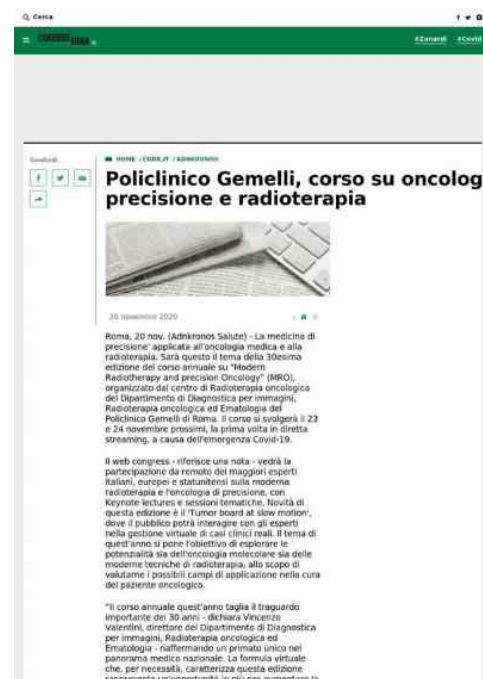 Cerca
#Zanardi #Covid
Condividi
HOME / CORR.IT / ADNKRONOS
Policlinico Gemelli, corso su oncolog
precisione e radioterapia
20 novembre 2020
Roma, 20 nov. (Adnkronos Salute) - La medicina di
precisione' applicata all'oncologia medica e alla
radioterapia. Sarà questo il tema della 30esima
edizione del corso annuale su "Modern
Radiotherapy and precision Oncology" (MRO),
organizzato dal centro di Radioterapia oncologica
del Dipartimento di Diagnostica per immagini,
Radioterapia oncologica ed Ematologia del
Policlinico Gemelli di Roma. Il corso si svolgerà il 23
e 24 novembre prossimi, la prima volta in diretta
streaming, a causa dell'emergenza Covid-19.
Il web congress - riferisce una nota - vedrà la
partecipazione da remoto dei maggiori esperti
italiani, europei e statunitensi sulla moderna
radioterapia e l'oncologia di precisione, con
Keynote lectures e sessioni tematiche. Novità di
questa edizione è il 'Tumor board at slow motion',
dove il pubblico potrà interagire con gli esperti
nella gestione virtuale di casi clinici reali. Il tema di
quest'anno si pone l'obiettivo di esplorare le
potenzialità sia dell'oncologia molecolare sia delle
moderne tecniche di radioterapia, allo scopo di
valutarne i possibili campi di applicazione nella cura
del paziente oncologico.
"Il corso annuale quest'anno taglia il traguardo
importante dei 30 anni - dichiara Vincenzo
Valentini, direttore del Dipartimento di Diagnostica
per immagini, Radioterapia oncologica ed
Ematologia - riaffermando un primato unico nel
panorama medico nazionale. La formula virtuale
che, per necessità, caratterizza questa edizione
rappresenta un'opportunità in più per aumentare la